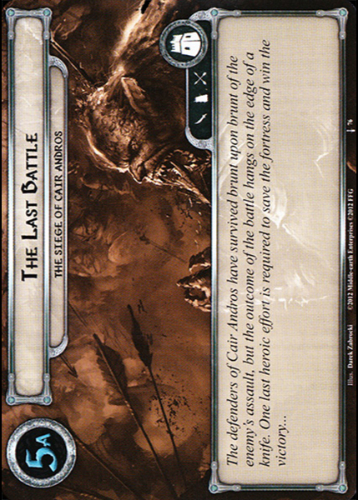 5A
THE LAST BATTLE
THE SIEGE OF CAIR ANDROS
The defenders of Cair Andros have survived brunt upon brunt of the
enemy's assault, but the outcome of the battle hangs on the edge of a
knife. One last heroic effort is required to save the fortress and win the
victory...
Illus. Darek Zabrocki ©2012 Middle-earth Enterprises ©2012 FFG 76